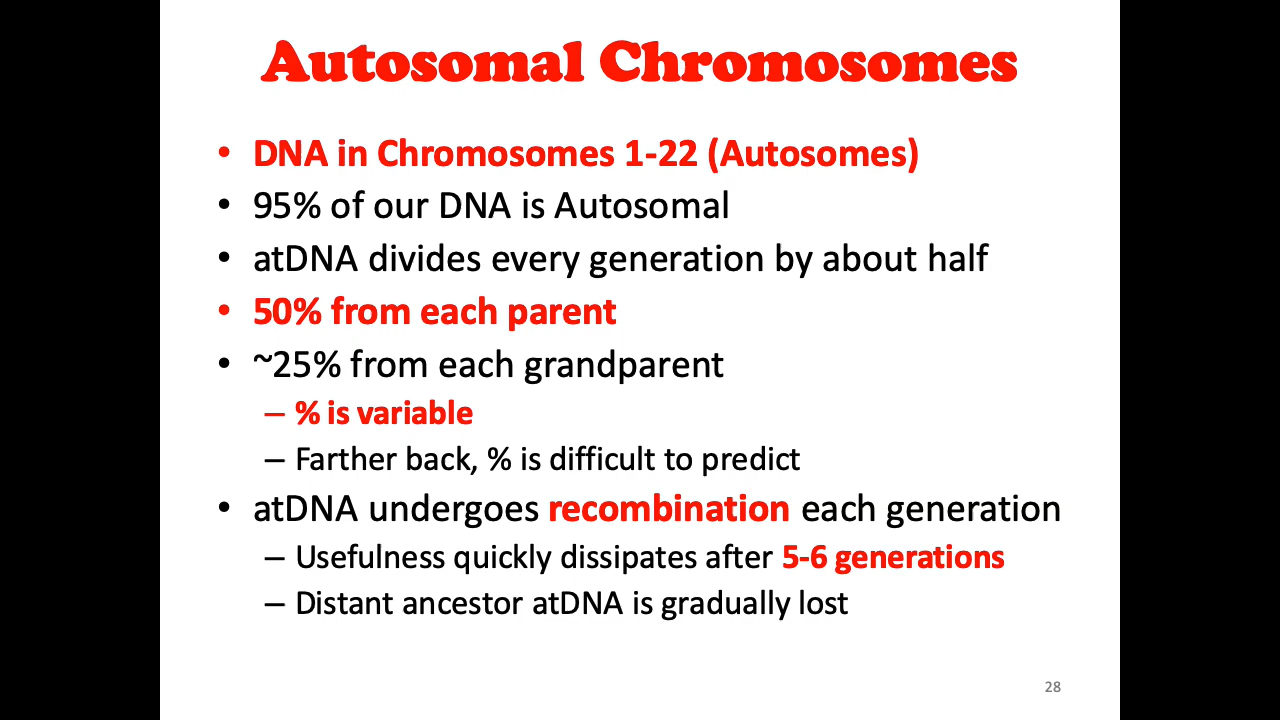 Autosomal Chromosomes
• DNA in Chromosomes 1-22 (Autosomes)
• 95% of our DNA is Autosomal
• atDNA divides every generation by about half
• 50% from each parent
• ~25% from each grandparent
– % is variable
– Farther back, % is difficult to predict
• atDNA undergoes recombination each generation
– Usefulness quickly dissipates after 5-6 generations
– Distant ancestor atDNA is gradually lost
28